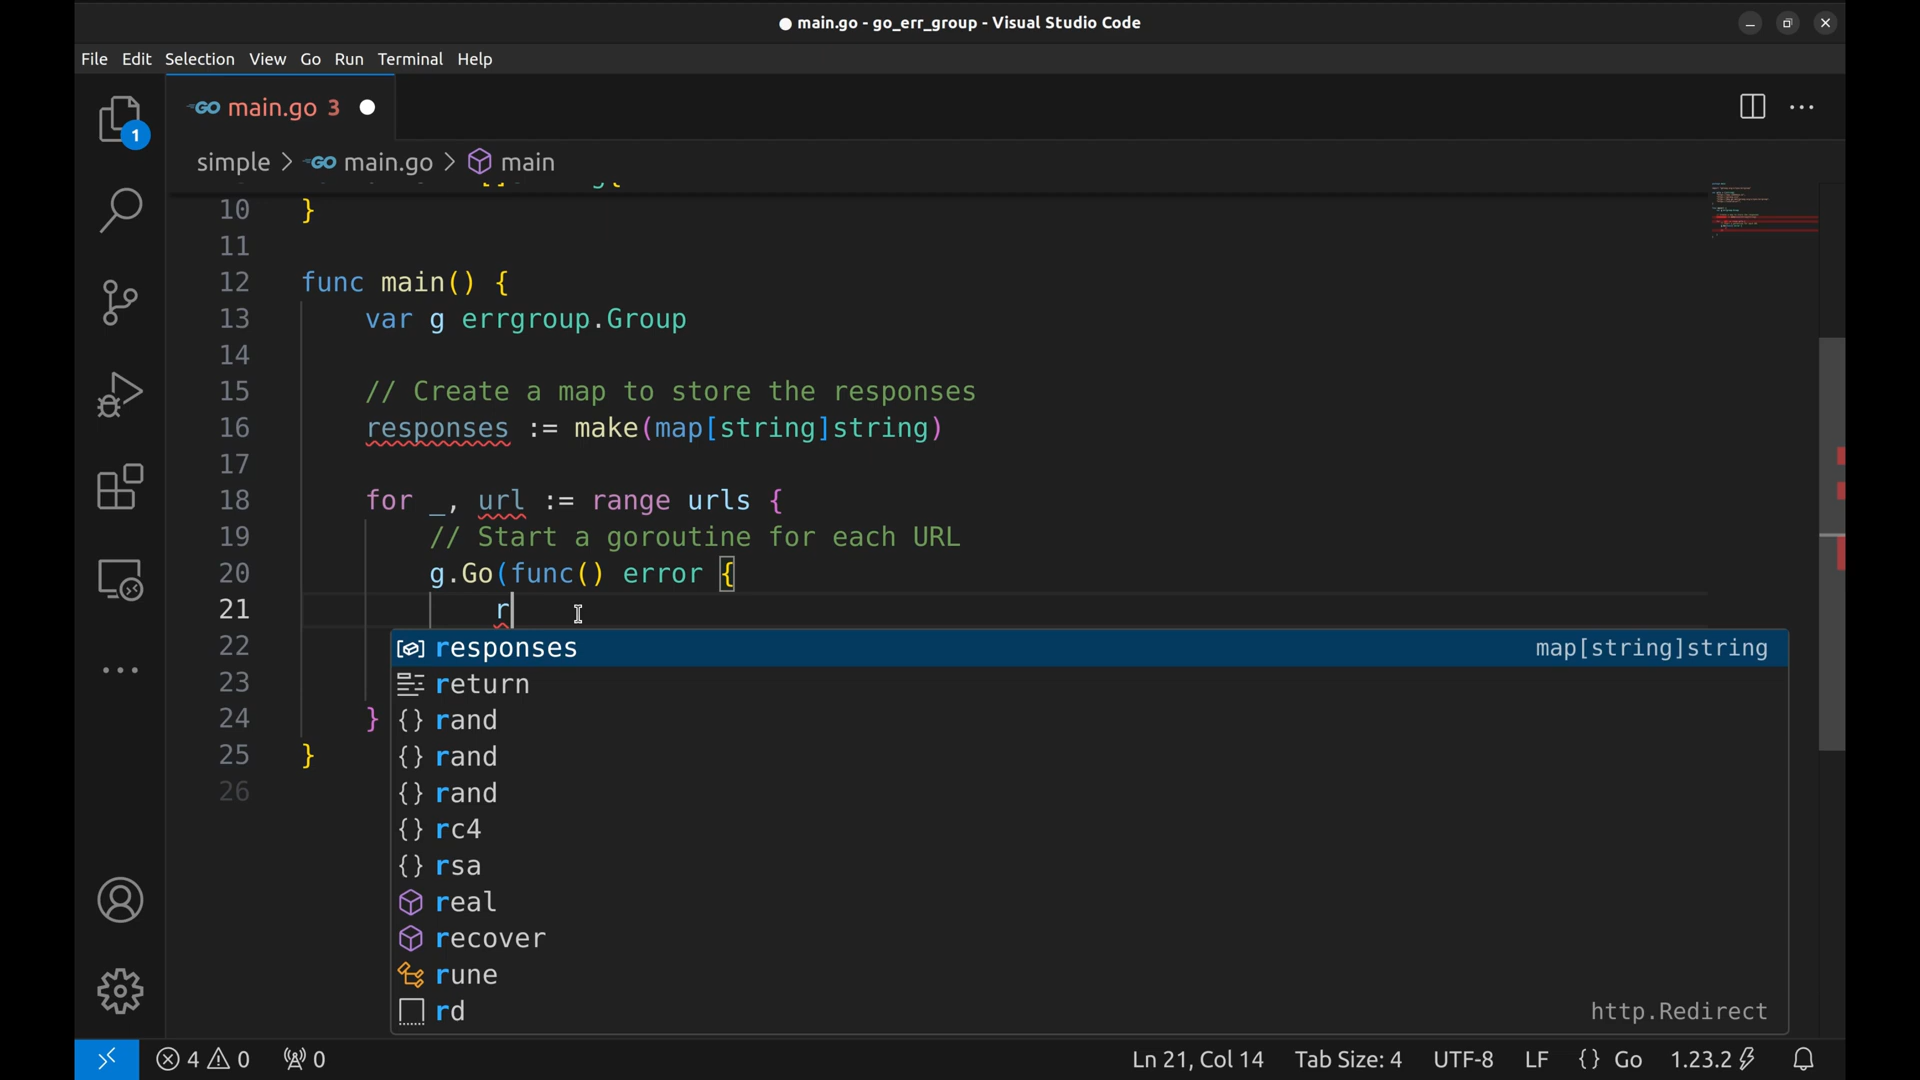 main.go - go_err_group - Visual Studio Code
File Edit Selection View Go Run Terminal Help
GO main.go 3
1
simple > GO main.go > main
10 }
11
12 func main() {
13 var g errgroup.Group
14
15 // Create a map to store the responses
16 responses := make(map[string]string)
17
18 for _, url := range urls {
19 // Start a goroutine for each URL
20 g.Go(func() error {
21 r
22
23
24 }
25 }
26
responses map[string]string
return
rand
rand
rand
rc4
rsa
real
recover
rune
rd http.Redirect
4 0 0 Ln 21, Col 14 Tab Size: 4 UTF-8 LF {} Go 1.23.2